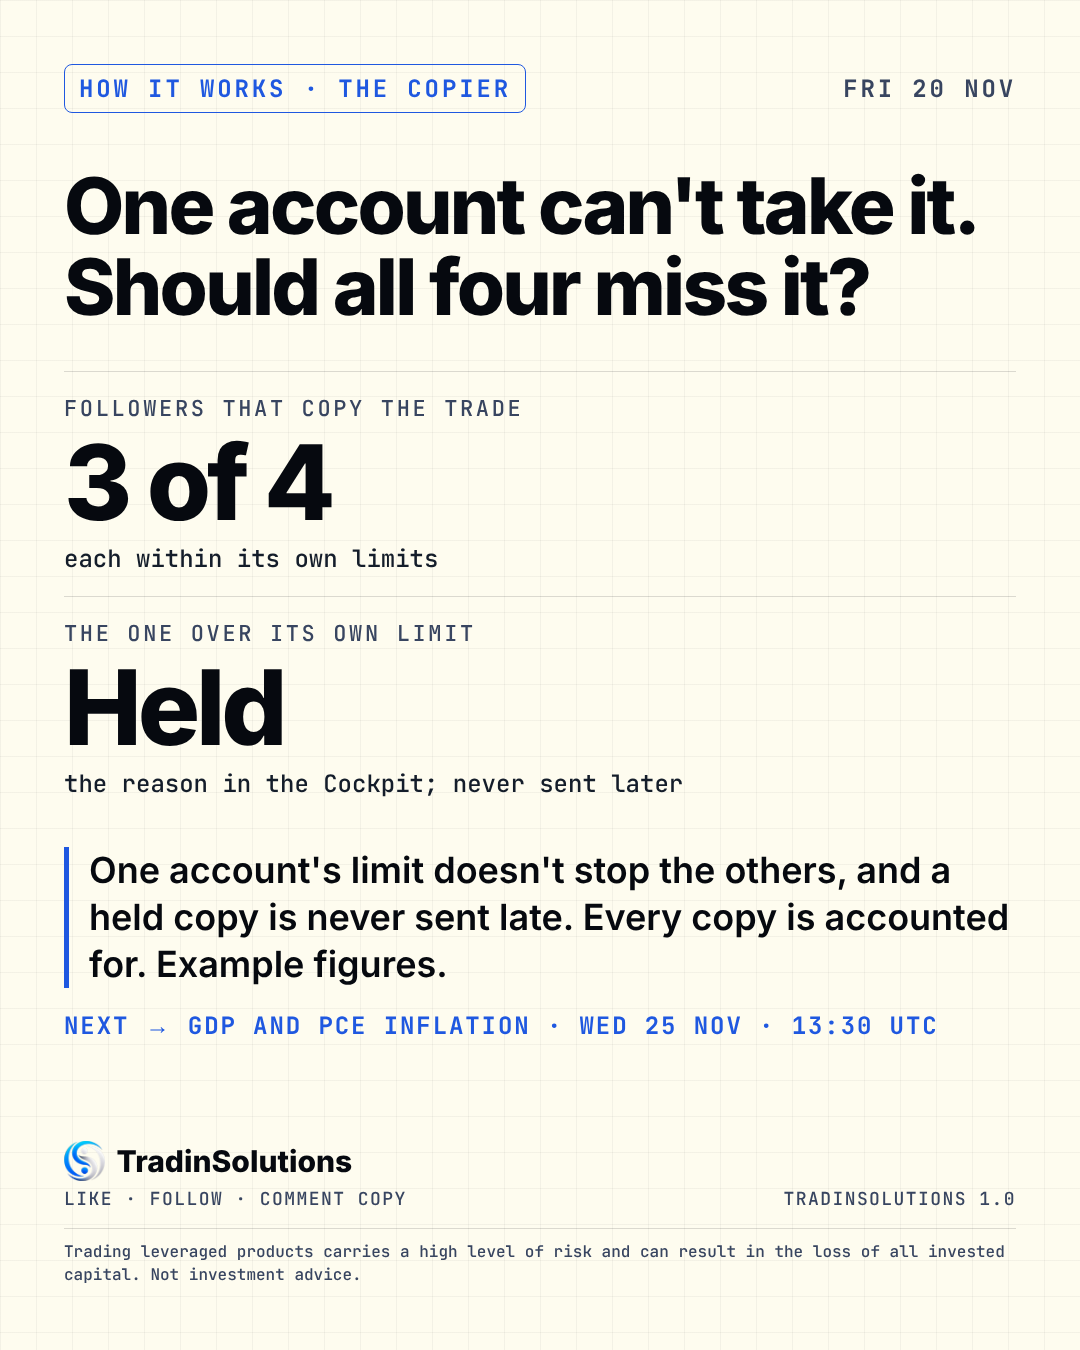 HOW IT WORKS · THE COPIER
FRI 20 NOV
One account can't take it.
Should all four miss it?
FOLLOWERS THAT COPY THE TRADE
3 of 4
each within its own limits
THE ONE OVER ITS OWN LIMIT
Held
the reason in the Cockpit; never sent later
One account's limit doesn't stop the others, and a
held copy is never sent late. Every copy is accounted
for. Example figures.
NEXT → GDP AND PCE INFLATION · WED 25 NOV · 13:30 UTC
TradinSolutions
LIKE · FOLLOW · COMMENT COPY
TRADINSOLUTIONS 1.0
Trading leveraged products carries a high level of risk and can result in the loss of all invested
capital. Not investment advice.